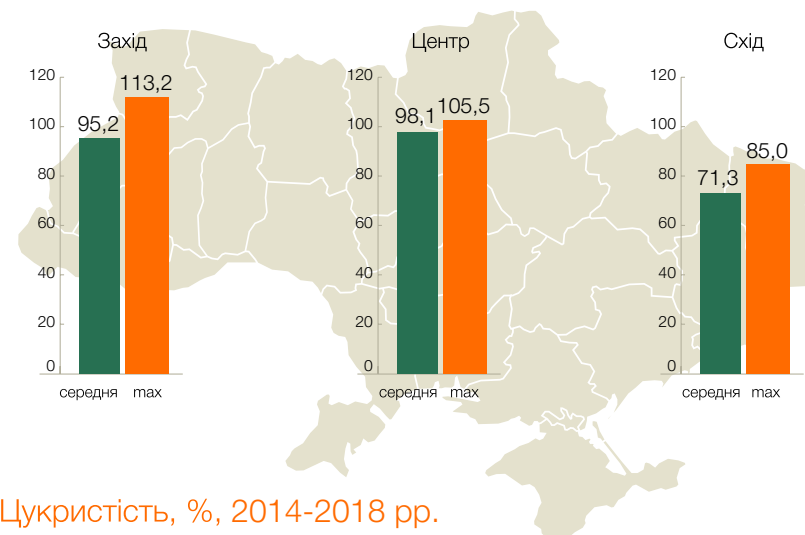 Захід
Центр
Схід
120
100
80
60
40
20
0
95,2
113,2
середня
max
120
100
80
60
40
20
0
98,1
105,5
середня
max
120
100
80
60
40
20
0
71,3
85,0
середня
max
Цукристість, %, 2014-2018 рр.